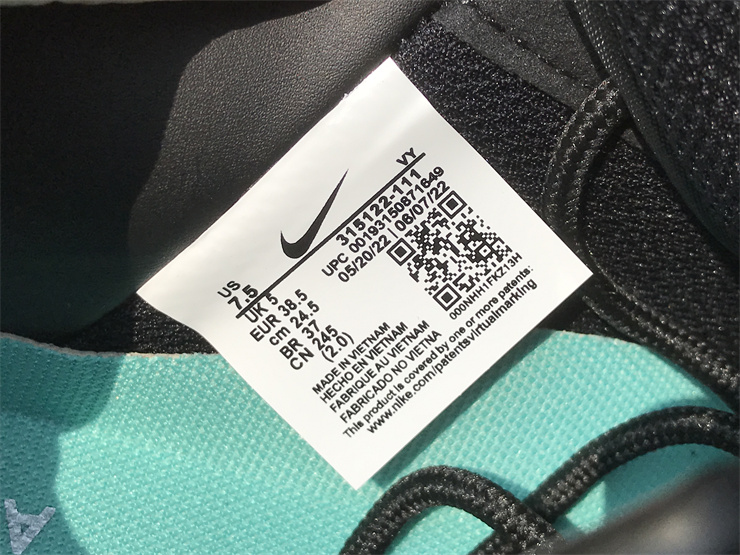 US
7.5
UK 5
EUR 38.5
cm 24.5
BR 37
CN 245
(2.0)
VY
315122-111
UPC 00193150871649
05/20/22 06/07/22
000NHH1FKZ13H
MADE IN VIETNAM
HECHO EN VIETNAM
FABRIQUE AU VIETNAM
FABRICADO NO VIETNA
This product is covered by one or more patents:
www.nike.com/patentsvirtualmarking
A